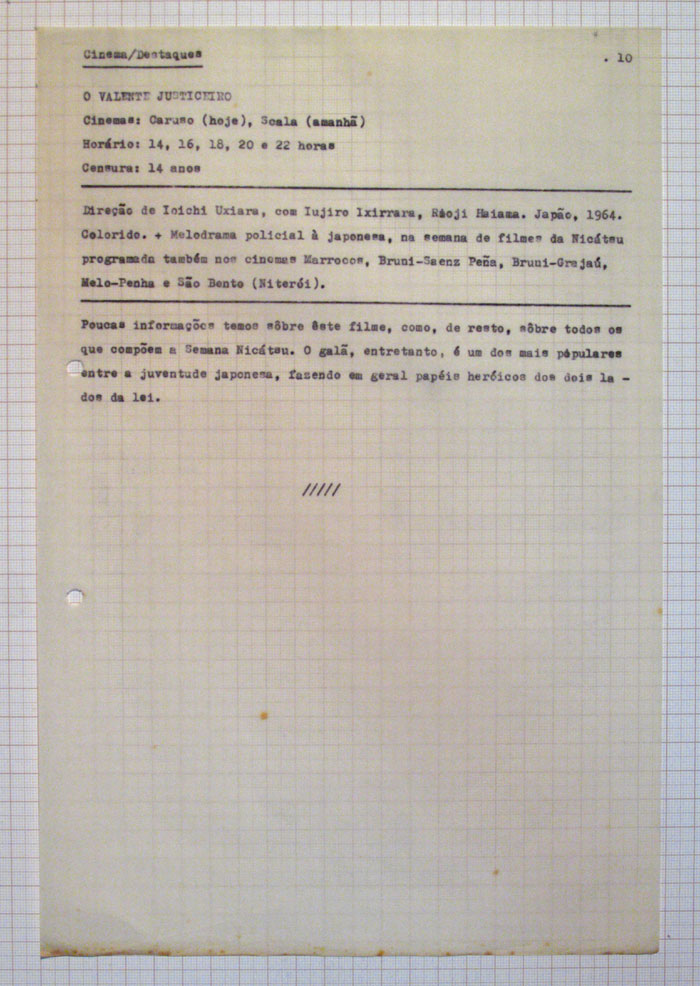 Cinema/Destaques
. 10
O VALENTE JUSTICEIRO
Cinemas: Caruso (hoje), Scala (amanhã)
Horário: 14, 16, 18, 20 e 22 horas
Censura: 14 anos
Direção de Ioichi Uxiara, com Iujiro Ixirrara, Rioji Haiama. Japão, 1964.
Colorido. + Melodrama policial à japonesa, na semana de filmes da Nicátsu
programada também nos cinemas Marrocos, Bruni-Saenz Peña, Bruni-Grajaú,
Melo-Penha e São Bento (Niterói).
Poucas informações temos sôbre êste filme, como, de resto, sôbre todos os
que compõem a Semana Nicátsu. O galã, entretanto, é um dos mais pópulares
entre a juventude japonesa, fazendo em geral papéis heróicos dos dois la -
dos da lei.
/////